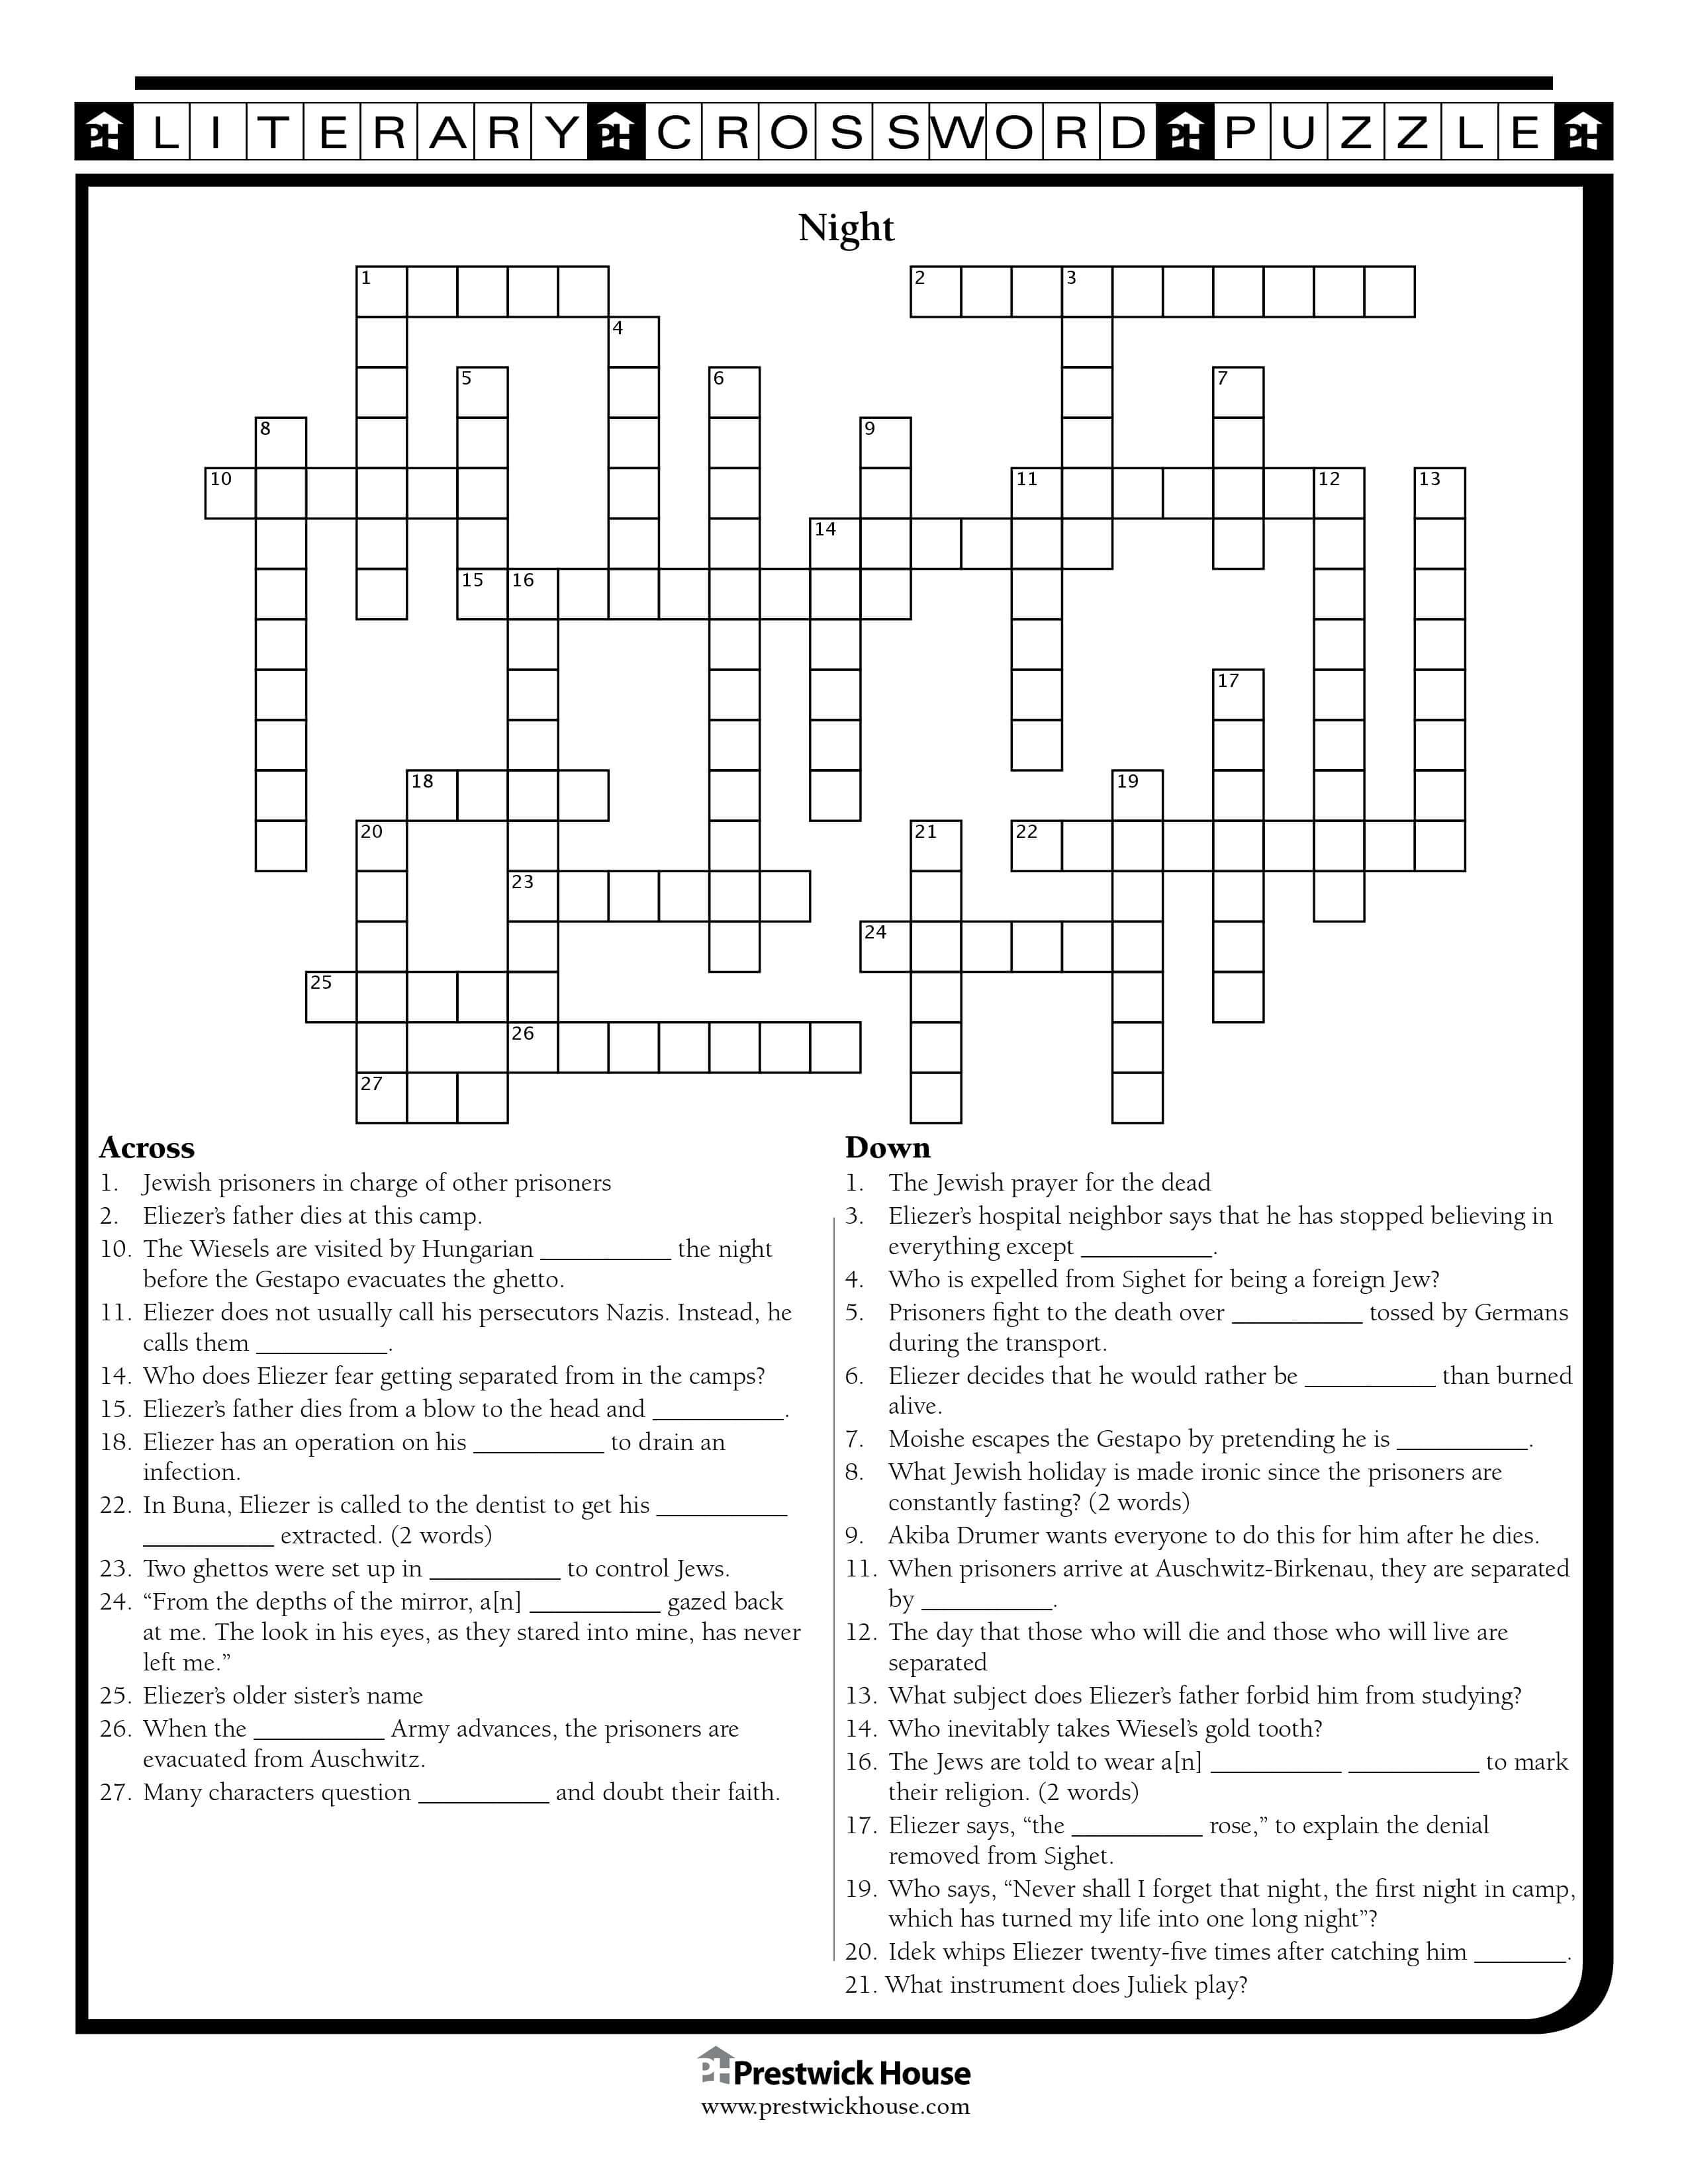 PH LITERARY PH CROSSWORD PH PUZZLE PH
Night
1 2 3
4
5 6 7
8 9
10 11 12 13
14
15 16
17
18 19
20 21 22
23
24
25
26
27
Across
1. Jewish prisoners in charge of other prisoners
2. Eliezer’s father dies at this camp.
10. The Wiesels are visited by Hungarian __________ the night
before the Gestapo evacuates the ghetto.
11. Eliezer does not usually call his persecutors Nazis. Instead, he
calls them __________.
14. Who does Eliezer fear getting separated from in the camps?
15. Eliezer’s father dies from a blow to the head and __________.
18. Eliezer has an operation on his __________ to drain an
infection.
22. In Buna, Eliezer is called to the dentist to get his __________
__________ extracted. (2 words)
23. Two ghettos were set up in __________ to control Jews.
24. “From the depths of the mirror, a[n] __________ gazed back
at me. The look in his eyes, as they stared into mine, has never
left me.”
25. Eliezer’s older sister’s name
26. When the __________ Army advances, the prisoners are
evacuated from Auschwitz.
27. Many characters question __________ and doubt their faith.
Down
1. The Jewish prayer for the dead
3. Eliezer’s hospital neighbor says that he has stopped believing in
everything except __________.
4. Who is expelled from Sighet for being a foreign Jew?
5. Prisoners fight to the death over __________ tossed by Germans
during the transport.
6. Eliezer decides that he would rather be __________ than burned
alive.
7. Moishe escapes the Gestapo by pretending he is __________.
8. What Jewish holiday is made ironic since the prisoners are
constantly fasting? (2 words)
9. Akiba Drumer wants everyone to do this for him after he dies.
11. When prisoners arrive at Auschwitz-Birkenau, they are separated
by __________.
12. The day that those who will die and those who will live are
separated
13. What subject does Eliezer’s father forbid him from studying?
14. Who inevitably takes Wiesel’s gold tooth?
16. The Jews are told to wear a[n] __________ __________ to mark
their religion. (2 words)
17. Eliezer says, “the __________ rose,” to explain the denial
removed from Sighet.
19. Who says, “Never shall I forget that night, the first night in camp,
which has turned my life into one long night”?
20. Idek whips Eliezer twenty-five times after catching him _______.
21. What instrument does Juliek play?
PH Prestwick House
www.prestwickhouse.com